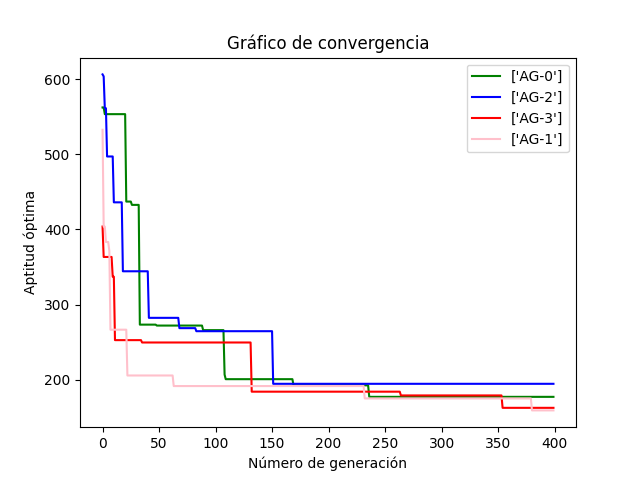 Gráfico de convergencia
['AG-0']
['AG-2']
['AG-3']
['AG-1']
Aptitud óptima
600
500
400
300
200
0 50 100 150 200 250 300 350 400
Número de generación